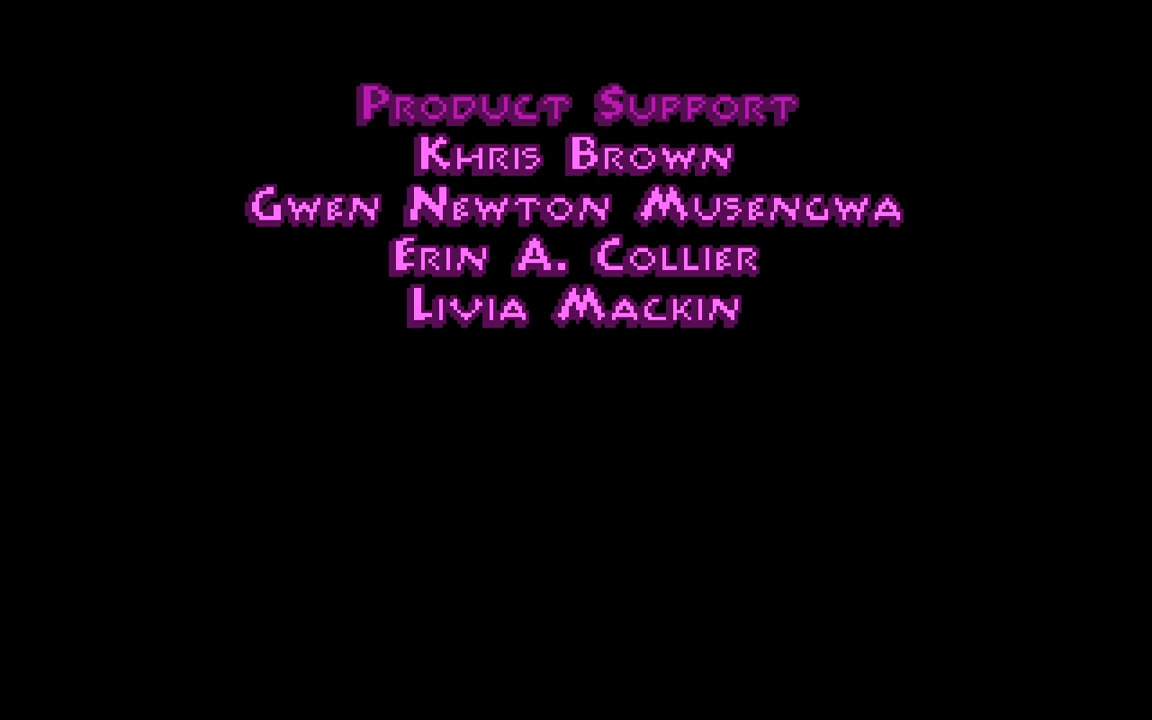 Product Support
Khris Brown
Gwen Newton Musengwa
Erin A. Collier
Livia Mackin